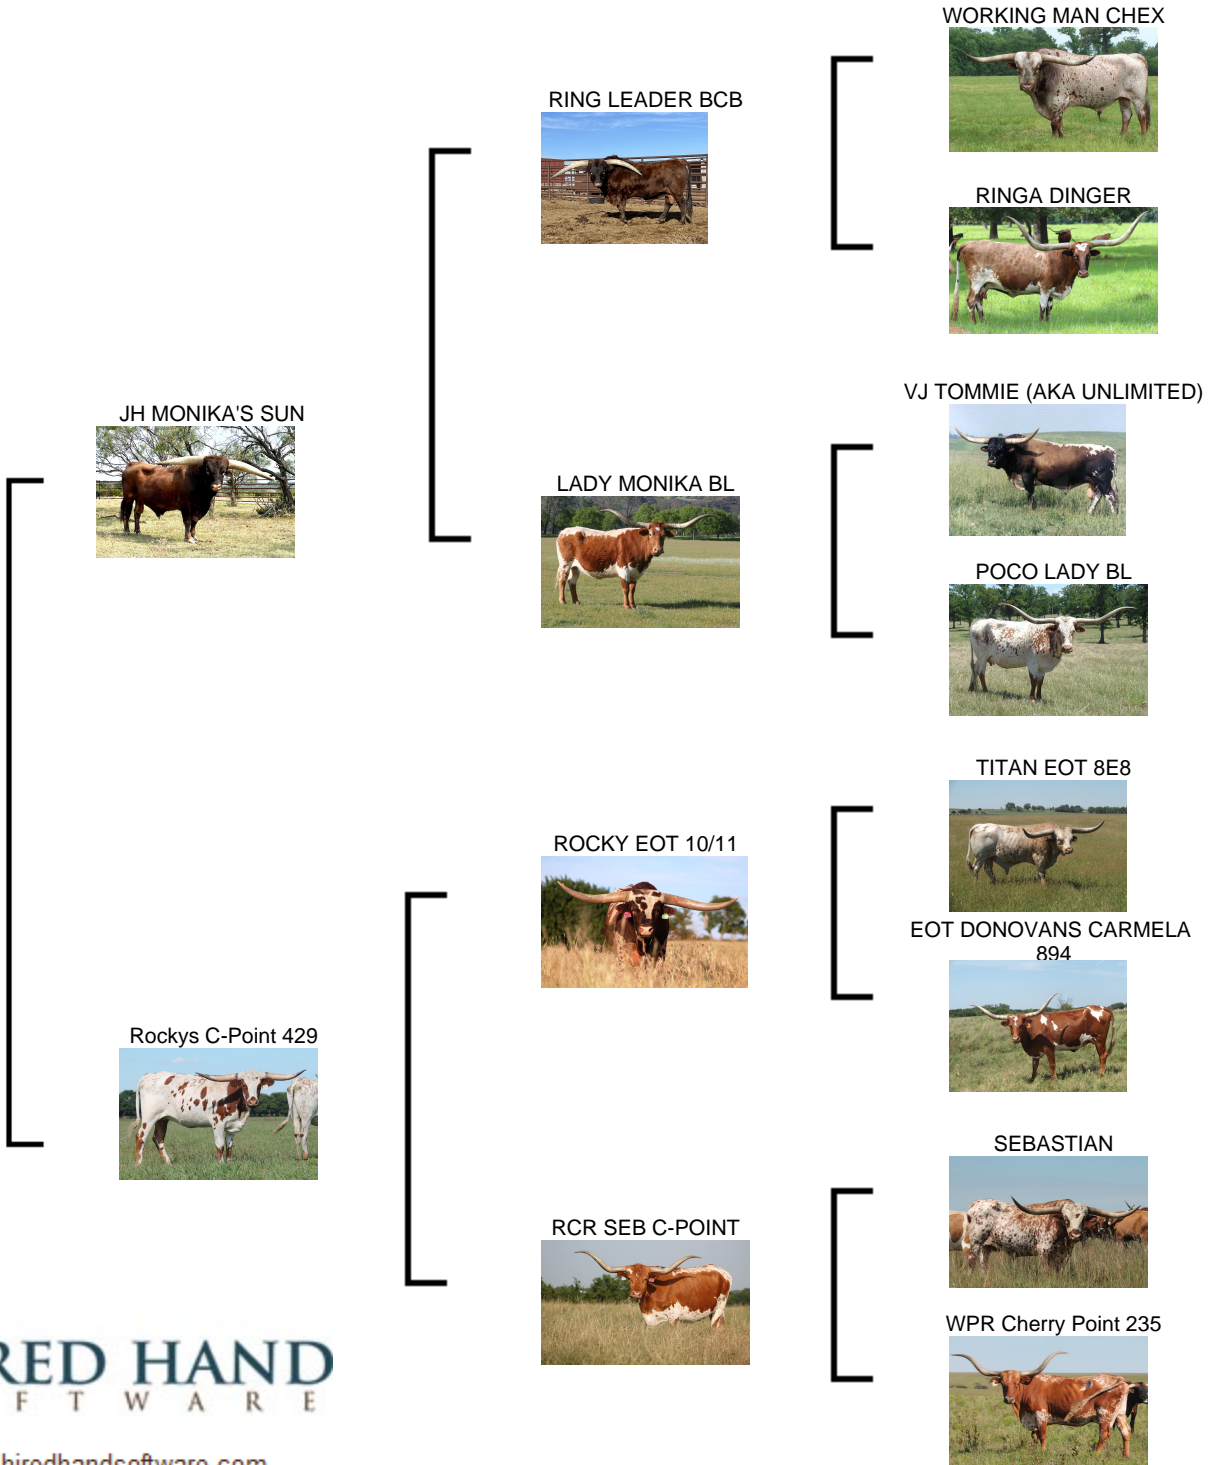 WORKING MAN CHEX
RING LEADER BCB
RINGA DINGER
VJ TOMMIE (AKA UNLIMITED)
JH MONIKA'S SUN
LADY MONIKA BL
POCO LADY BL
TITAN EOT 8E8
ROCKY EOT 10/11
EOT DONOVANS CARMELA
894
Rockys C-Point 429
SEBASTIAN
RCR SEB C-POINT
WPR Cherry Point 235
RED HAND
F T W A R E
hiredhandsoftware.com